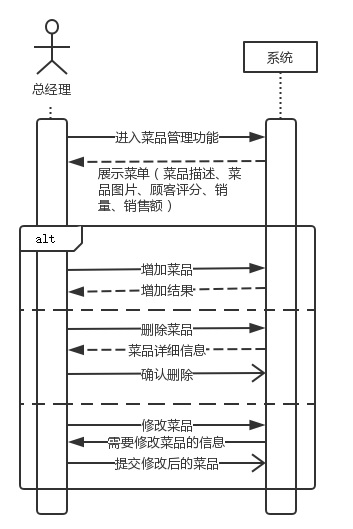 总经理
系统
进入菜品管理功能
展示菜单（菜品描述、菜
品图片、顾客评分、销
量、销售额）
alt
增加菜品
增加结果
删除菜品
菜品详细信息
确认删除
修改菜品
需要修改菜品的信息
提交修改后的菜品